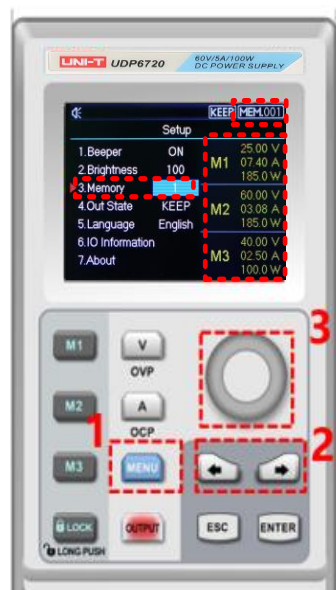 UNI-T UDP6720 60V/5A/100W
DC POWER SUPPLY
KEEP MEM.001
Setup
1.Beeper ON
2.Brightness 100
3.Memory 1
4.Out State KEEP
5.Language English
6.IO Information
7.About
M1 25.00 V
07.40 A
185.0 W
M2 60.00 V
03.08 A
185.0 W
M3 40.00 V
02.50 A
100.0 W
3
M1 V
OVP
M2 A
OCP
1
2
M3 MENU
LOCK OUTPUT ESC ENTER
LONG PUSH